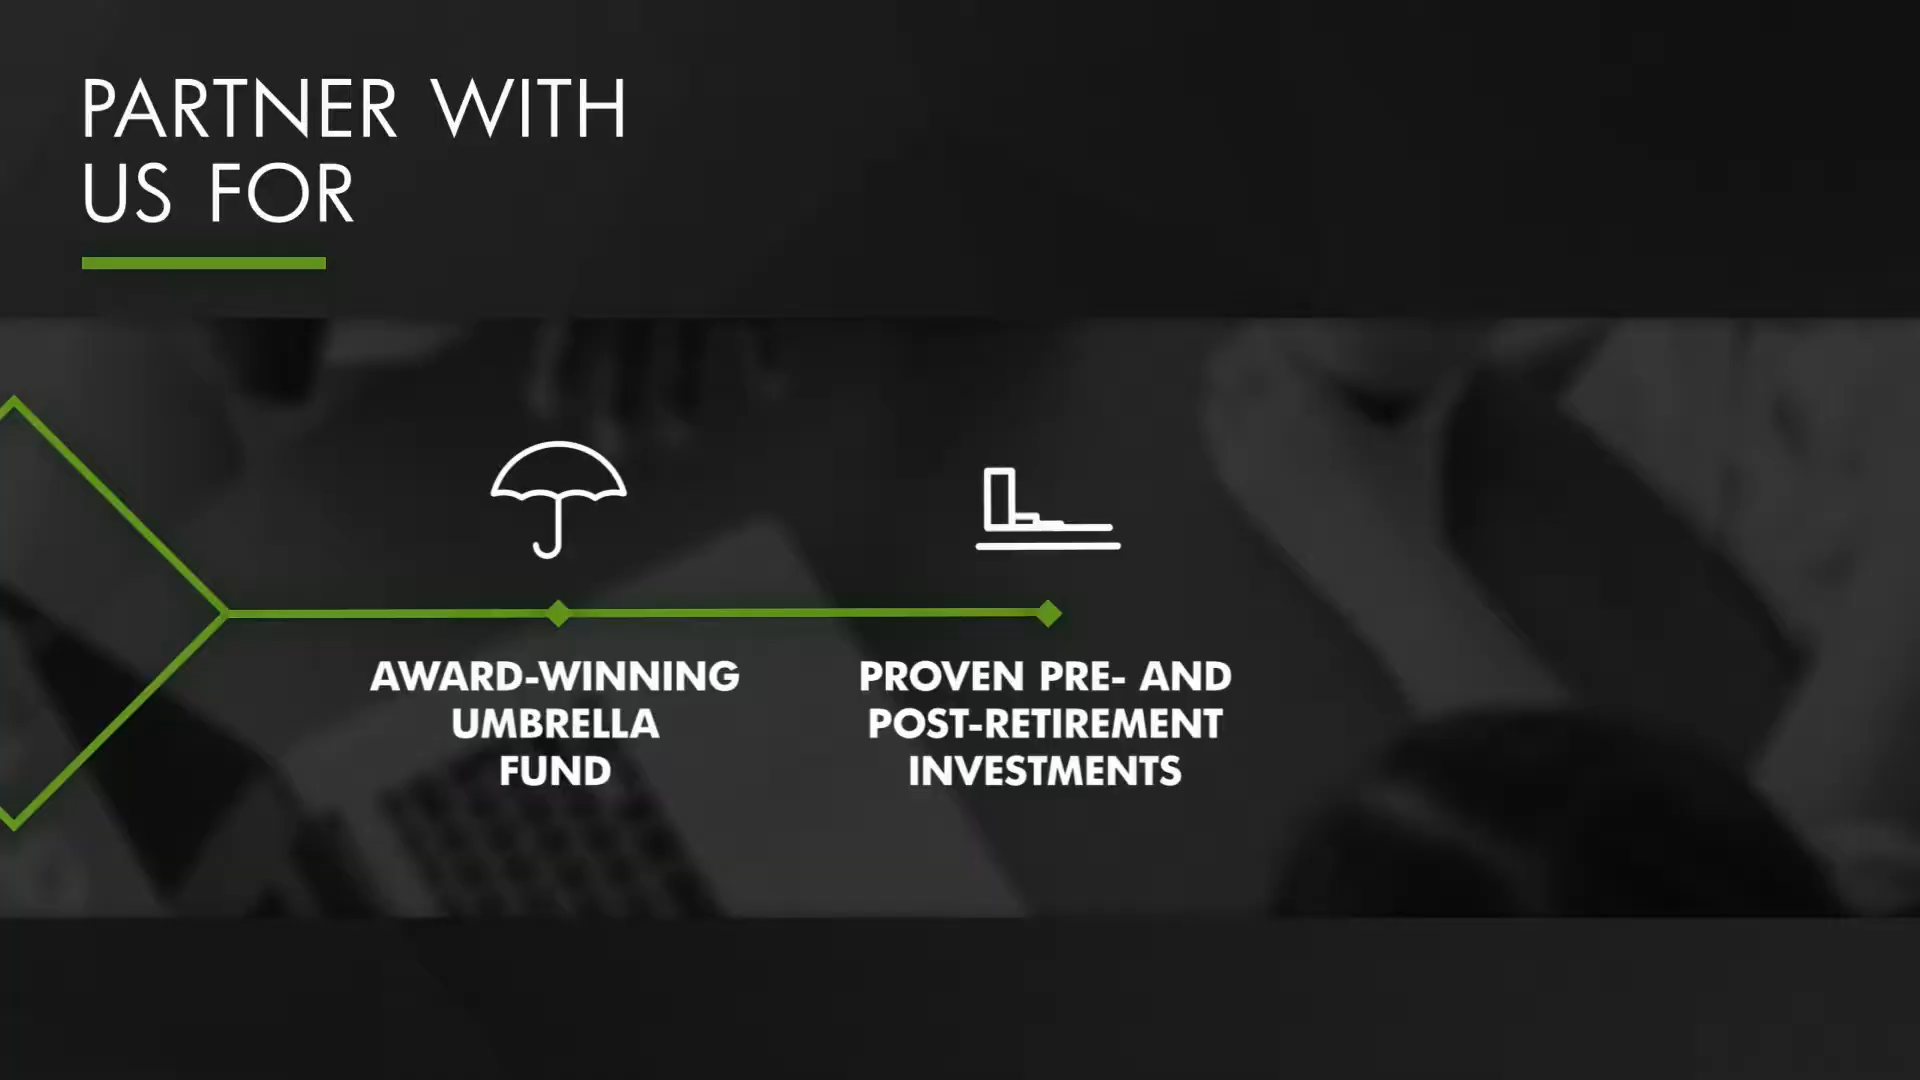 PARTNER WITH
US FOR
AWARD-WINNING
UMBRELLA
FUND
PROVEN PRE- AND
POST-RETIREMENT
INVESTMENTS